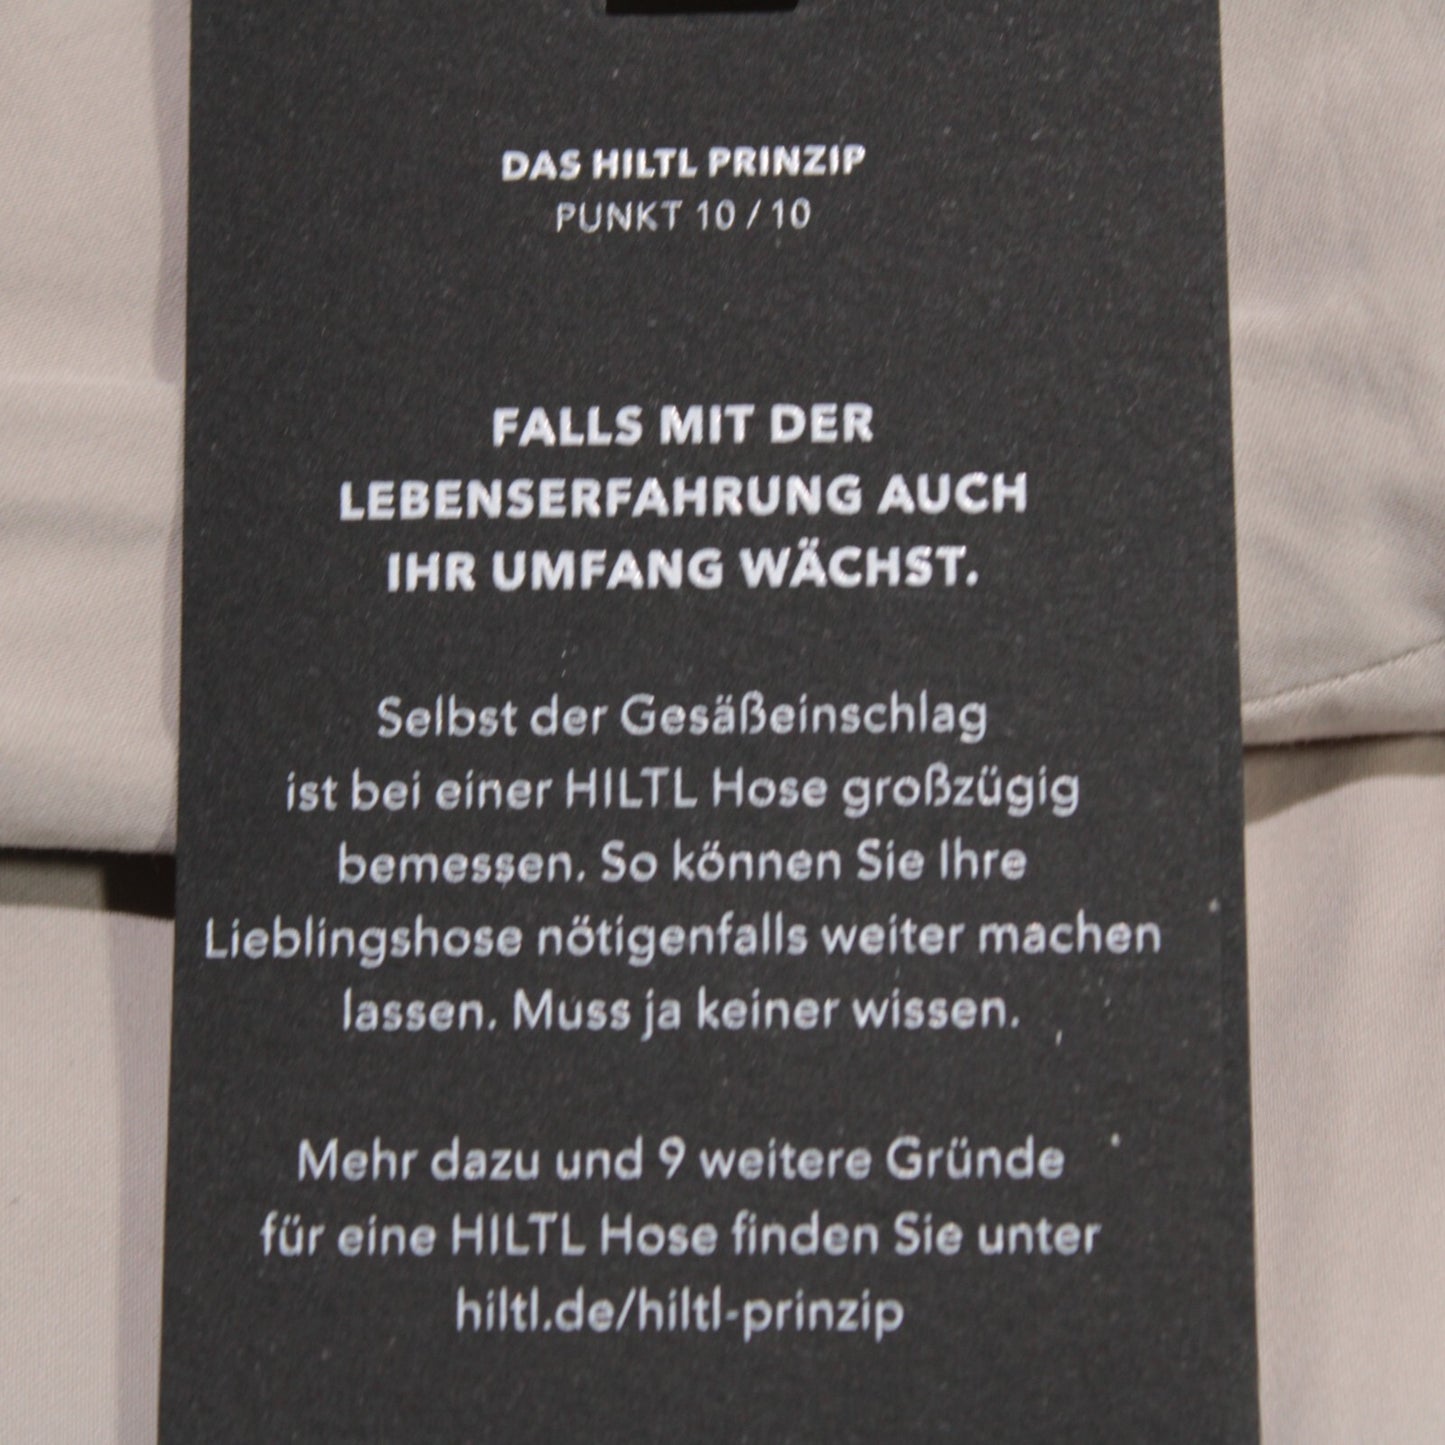 DAS HILTL PRINZIP
PUNKT 10 / 10
FALLS MIT DER
LEBENSERFAHRUNG AUCH
IHR UMFANG WÄCHST.
Selbst der Gesäßeinschlag
ist bei einer HILTL Hose großzügig
bemessen. So können Sie Ihre
Lieblingshose nötigenfalls weiter machen
lassen. Muss ja keiner wissen.
Mehr dazu und 9 weitere Gründe
für eine HILTL Hose finden Sie unter
hiltl.de/hiltl-prinzip